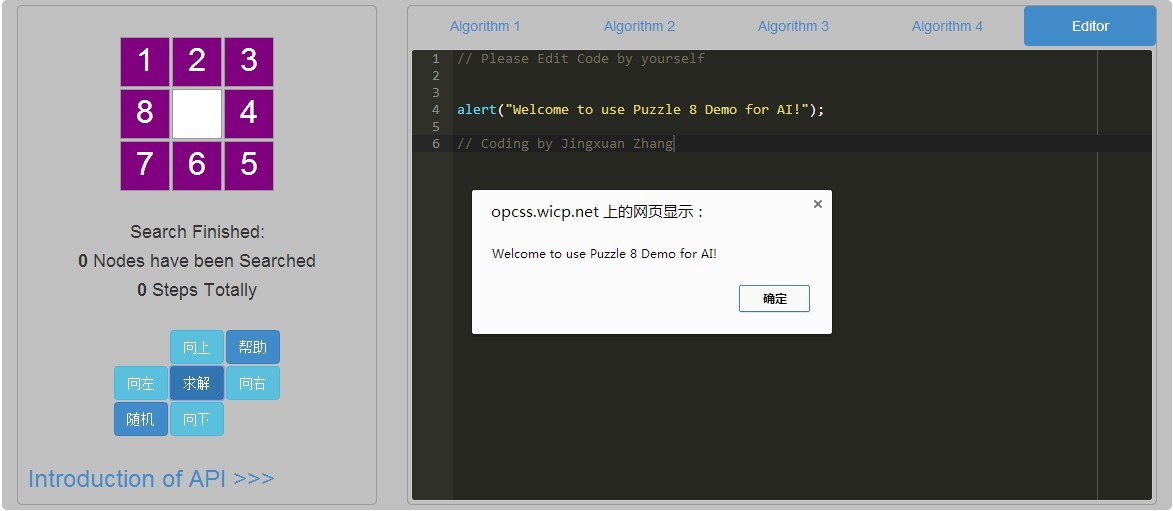 1 2 3
8 4
7 6 5
Search Finished:
0 Nodes have been Searched
0 Steps Totally
向上 帮助
向左 求解 向右
随机 向下
Introduction of API >>>
Algorithm 1 Algorithm 2 Algorithm 3 Algorithm 4 Editor
1 // Please Edit Code by yourself
2
3
4 alert("Welcome to use Puzzle 8 Demo for AI!");
5
6 // Coding by Jingxuan Zhang
opcss.wicp.net 上的网页显示：
×
Welcome to use Puzzle 8 Demo for AI!
确定